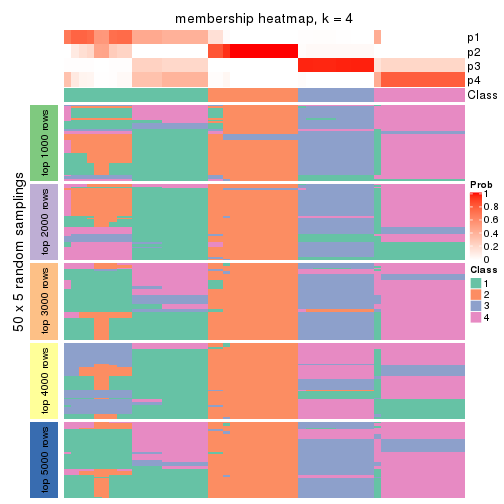 membership heatmap, k = 4
p1
p2
p3
p4
Class
50 x 5 random samplings
top 1000 rows
top 2000 rows
top 3000 rows
top 4000 rows
top 5000 rows
Prob
1
0.8
0.6
0.4
0.2
0
Class
1
2
3
4